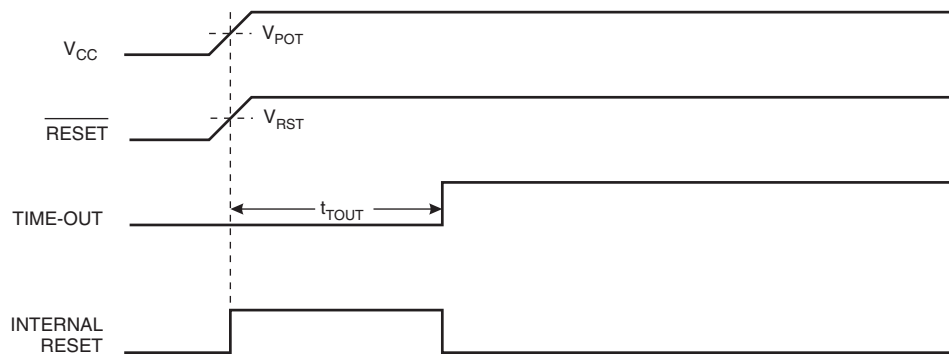 V_CC
V_POT
RESET
V_RST
TIME-OUT
t_TOUT
INTERNAL
RESET